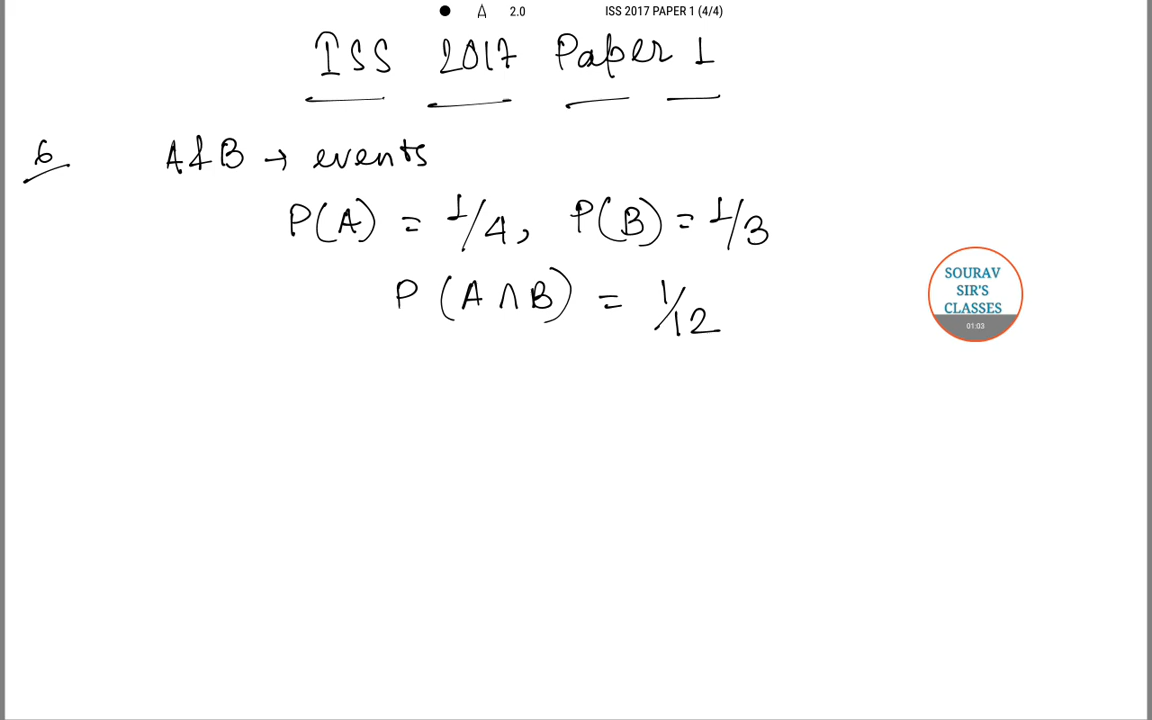 A 2.0 ISS 2017 PAPER 1 (4/4)
ISS 2017 Paper 1
6 A & B → events
P(A) = 1/4, P(B) = 1/3
P(A ∩ B) = 1/12
SOURAV
SIR'S
CLASSES
01:03